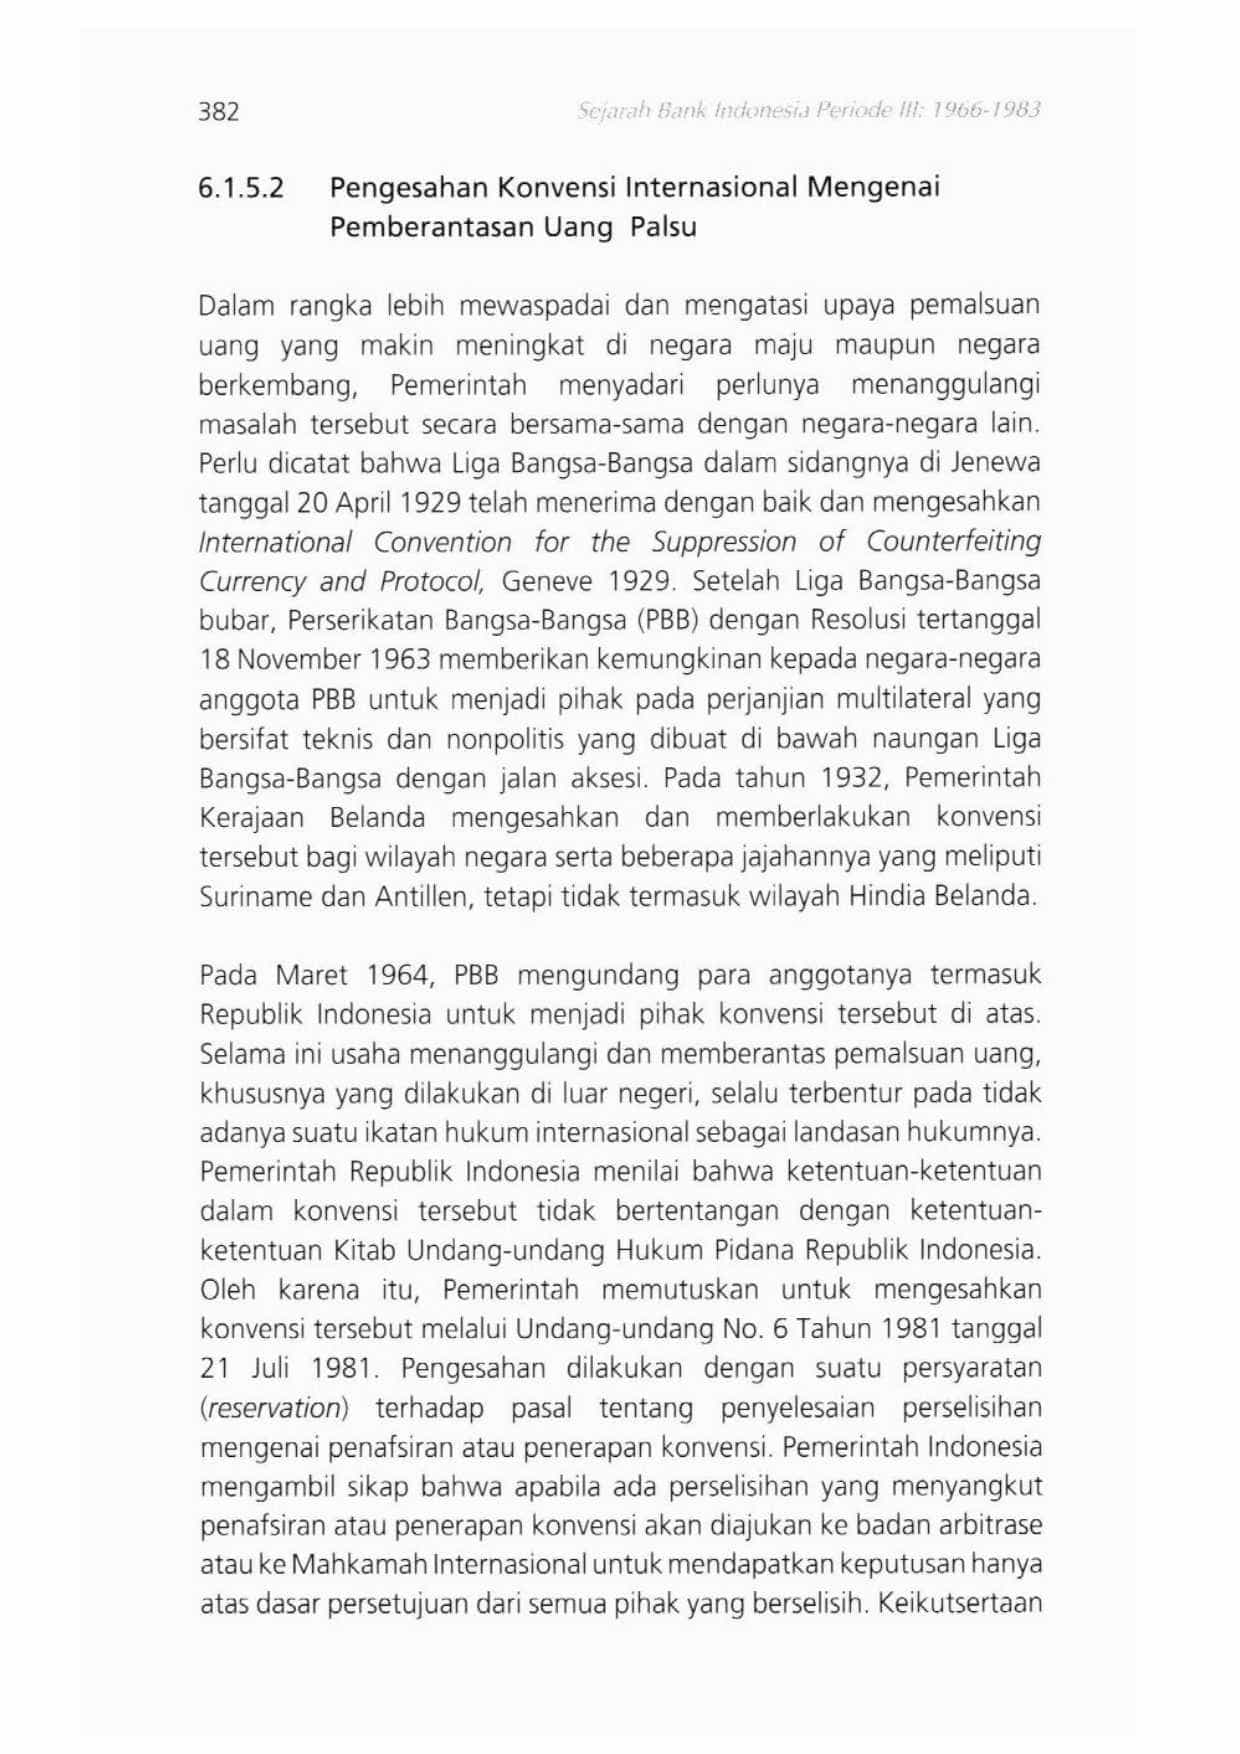 382
Sejarah Bank Indonesia Periode III: 1966-1983
6.1.5.2 Pengesahan Konvensi Internasional Mengenai
Pemberantasan Uang Palsu
Dalam rangka lebih mewaspadai dan mengatasi upaya pemalsuan
uang yang makin meningkat di negara maju maupun negara
berkembang, Pemerintah menyadari perlunya menanggulangi
masalah tersebut secara bersama-sama dengan negara-negara lain.
Perlu dicatat bahwa Liga Bangsa-Bangsa dalam sidangnya di Jenewa
tanggal 20 April 1929 telah menerima dengan baik dan mengesahkan
International Convention for the Suppression of Counterfeiting
Currency and Protocol, Geneve 1929. Setelah Liga Bangsa-Bangsa
bubar, Perserikatan Bangsa-Bangsa (PBB) dengan Resolusi tertanggal
18 November 1963 memberikan kemungkinan kepada negara-negara
anggota PBB untuk menjadi pihak pada perjanjian multilateral yang
bersifat teknis dan nonpolitis yang dibuat di bawah naungan Liga
Bangsa-Bangsa dengan jalan aksesi. Pada tahun 1932, Pemerintah
Kerajaan Belanda mengesahkan dan memberlakukan konvensi
tersebut bagi wilayah negara serta beberapa jajahannya yang meliputi
Suriname dan Antillen, tetapi tidak termasuk wilayah Hindia Belanda.
Pada Maret 1964, PBB mengundang para anggotanya termasuk
Republik Indonesia untuk menjadi pihak konvensi tersebut di atas.
Selama ini usaha menanggulangi dan memberantas pemalsuan uang,
khususnya yang dilakukan di luar negeri, selalu terbentur pada tidak
adanya suatu ikatan hukum internasional sebagai landasan hukumnya.
Pemerintah Republik Indonesia menilai bahwa ketentuan-ketentuan
dalam konvensi tersebut tidak bertentangan dengan ketentuan-
ketentuan Kitab Undang-undang Hukum Pidana Republik Indonesia.
Oleh karena itu, Pemerintah memutuskan untuk mengesahkan
konvensi tersebut melalui Undang-undang No. 6 Tahun 1981 tanggal
21 Juli 1981. Pengesahan dilakukan dengan suatu persyaratan
(reservation) terhadap pasal tentang penyelesaian perselisihan
mengenai penafsiran atau penerapan konvensi. Pemerintah Indonesia
mengambil sikap bahwa apabila ada perselisihan yang menyangkut
penafsiran atau penerapan konvensi akan diajukan ke badan arbitrase
atau ke Mahkamah Internasional untuk mendapatkan keputusan hanya
atas dasar persetujuan dari semua pihak yang berselisih. Keikutsertaan